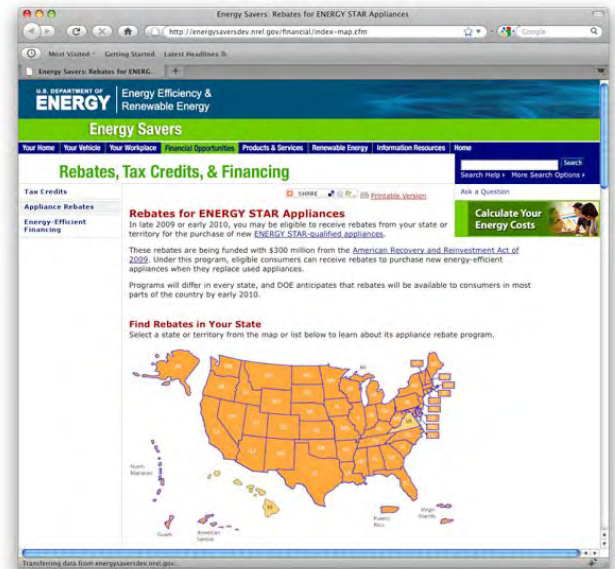 Energy Savers: Rebates for ENERGY STAR Appliances
http://energysaversdev.nrel.gov/financial/index-map.cfm
Google
Most Visited Getting Started Latest Headlines
Energy Savers: Rebates for ENERG...
U.S. DEPARTMENT OF
ENERGY
Energy Efficiency &
Renewable Energy
Energy Savers
Your Home Your Vehicle Your Workplace Financial Opportunities Products & Services Renewable Energy Information Resources Home
Rebates, Tax Credits, & Financing
Search
Search Help More Search Options
Tax Credits
Appliance Rebates
Energy-Efficient
Financing
SHARE Printable Version
Ask a Question
Calculate Your
Energy Costs
Rebates for ENERGY STAR Appliances
In late 2009 or early 2010, you may be eligible to receive rebates from your state or
territory for the purchase of new ENERGY STAR-qualified appliances.
These rebates are being funded with $300 million from the American Recovery and Reinvestment Act of
2009. Under this program, eligible consumers can receive rebates to purchase new energy-efficient
appliances when they replace used appliances.
Programs will differ in every state, and DOE anticipates that rebates will be available to consumers in most
parts of the country by early 2010.
Find Rebates in Your State
Select a state or territory from the map or list below to learn about its appliance rebate program.
North
Marianas
Guam
American
Samoa
HI
Puerto
Rico
Virgin
Islands
Transferring data from energysaversdev.nrel.gov...